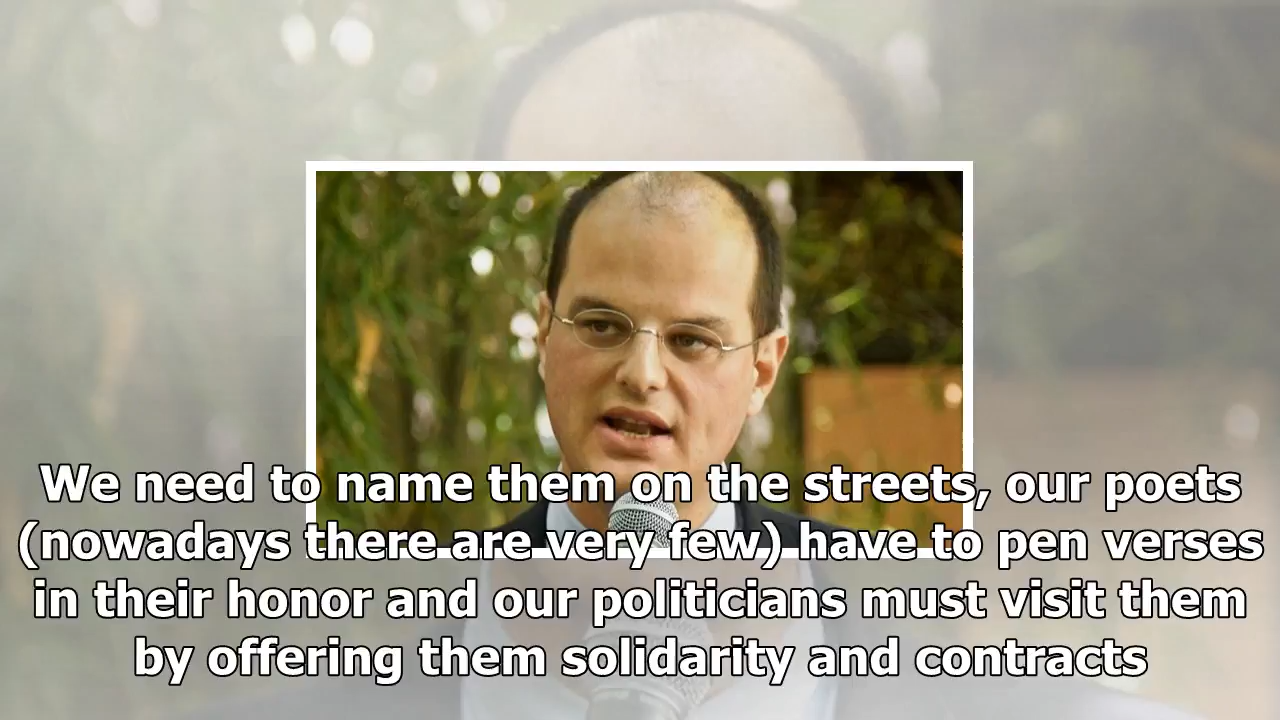 We need to name them on the streets, our poets
(nowadays there are very few) have to pen verses
in their honor and our politicians must visit them
by offering them solidarity and contracts